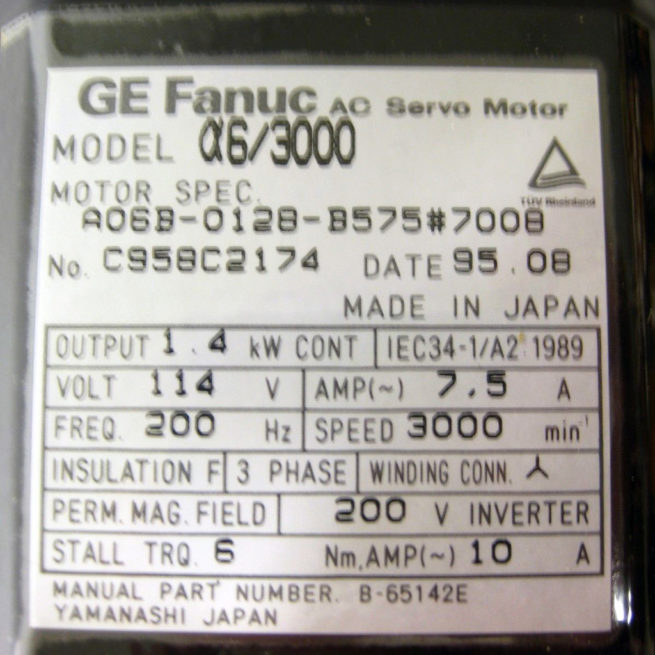 GE Fanuc AC Servo Motor
MODEL α6/3000
MOTOR SPEC.
A06B-0128-B575#7008
TÜV Rheinland
No. C958C2174 DATE 95.08
MADE IN JAPAN
OUTPUT 1.4 kW CONT IEC34-1/A2 1989
VOLT 114 V AMP(~) 7.5 A
FREQ. 200 Hz SPEED 3000 min⁻¹
INSULATION F 3 PHASE WINDING CONN. 人
PERM. MAG. FIELD 200 V INVERTER
STALL TRQ. 6 Nm, AMP(~) 10 A
MANUAL PART NUMBER. B-65142E
YAMANASHI JAPAN